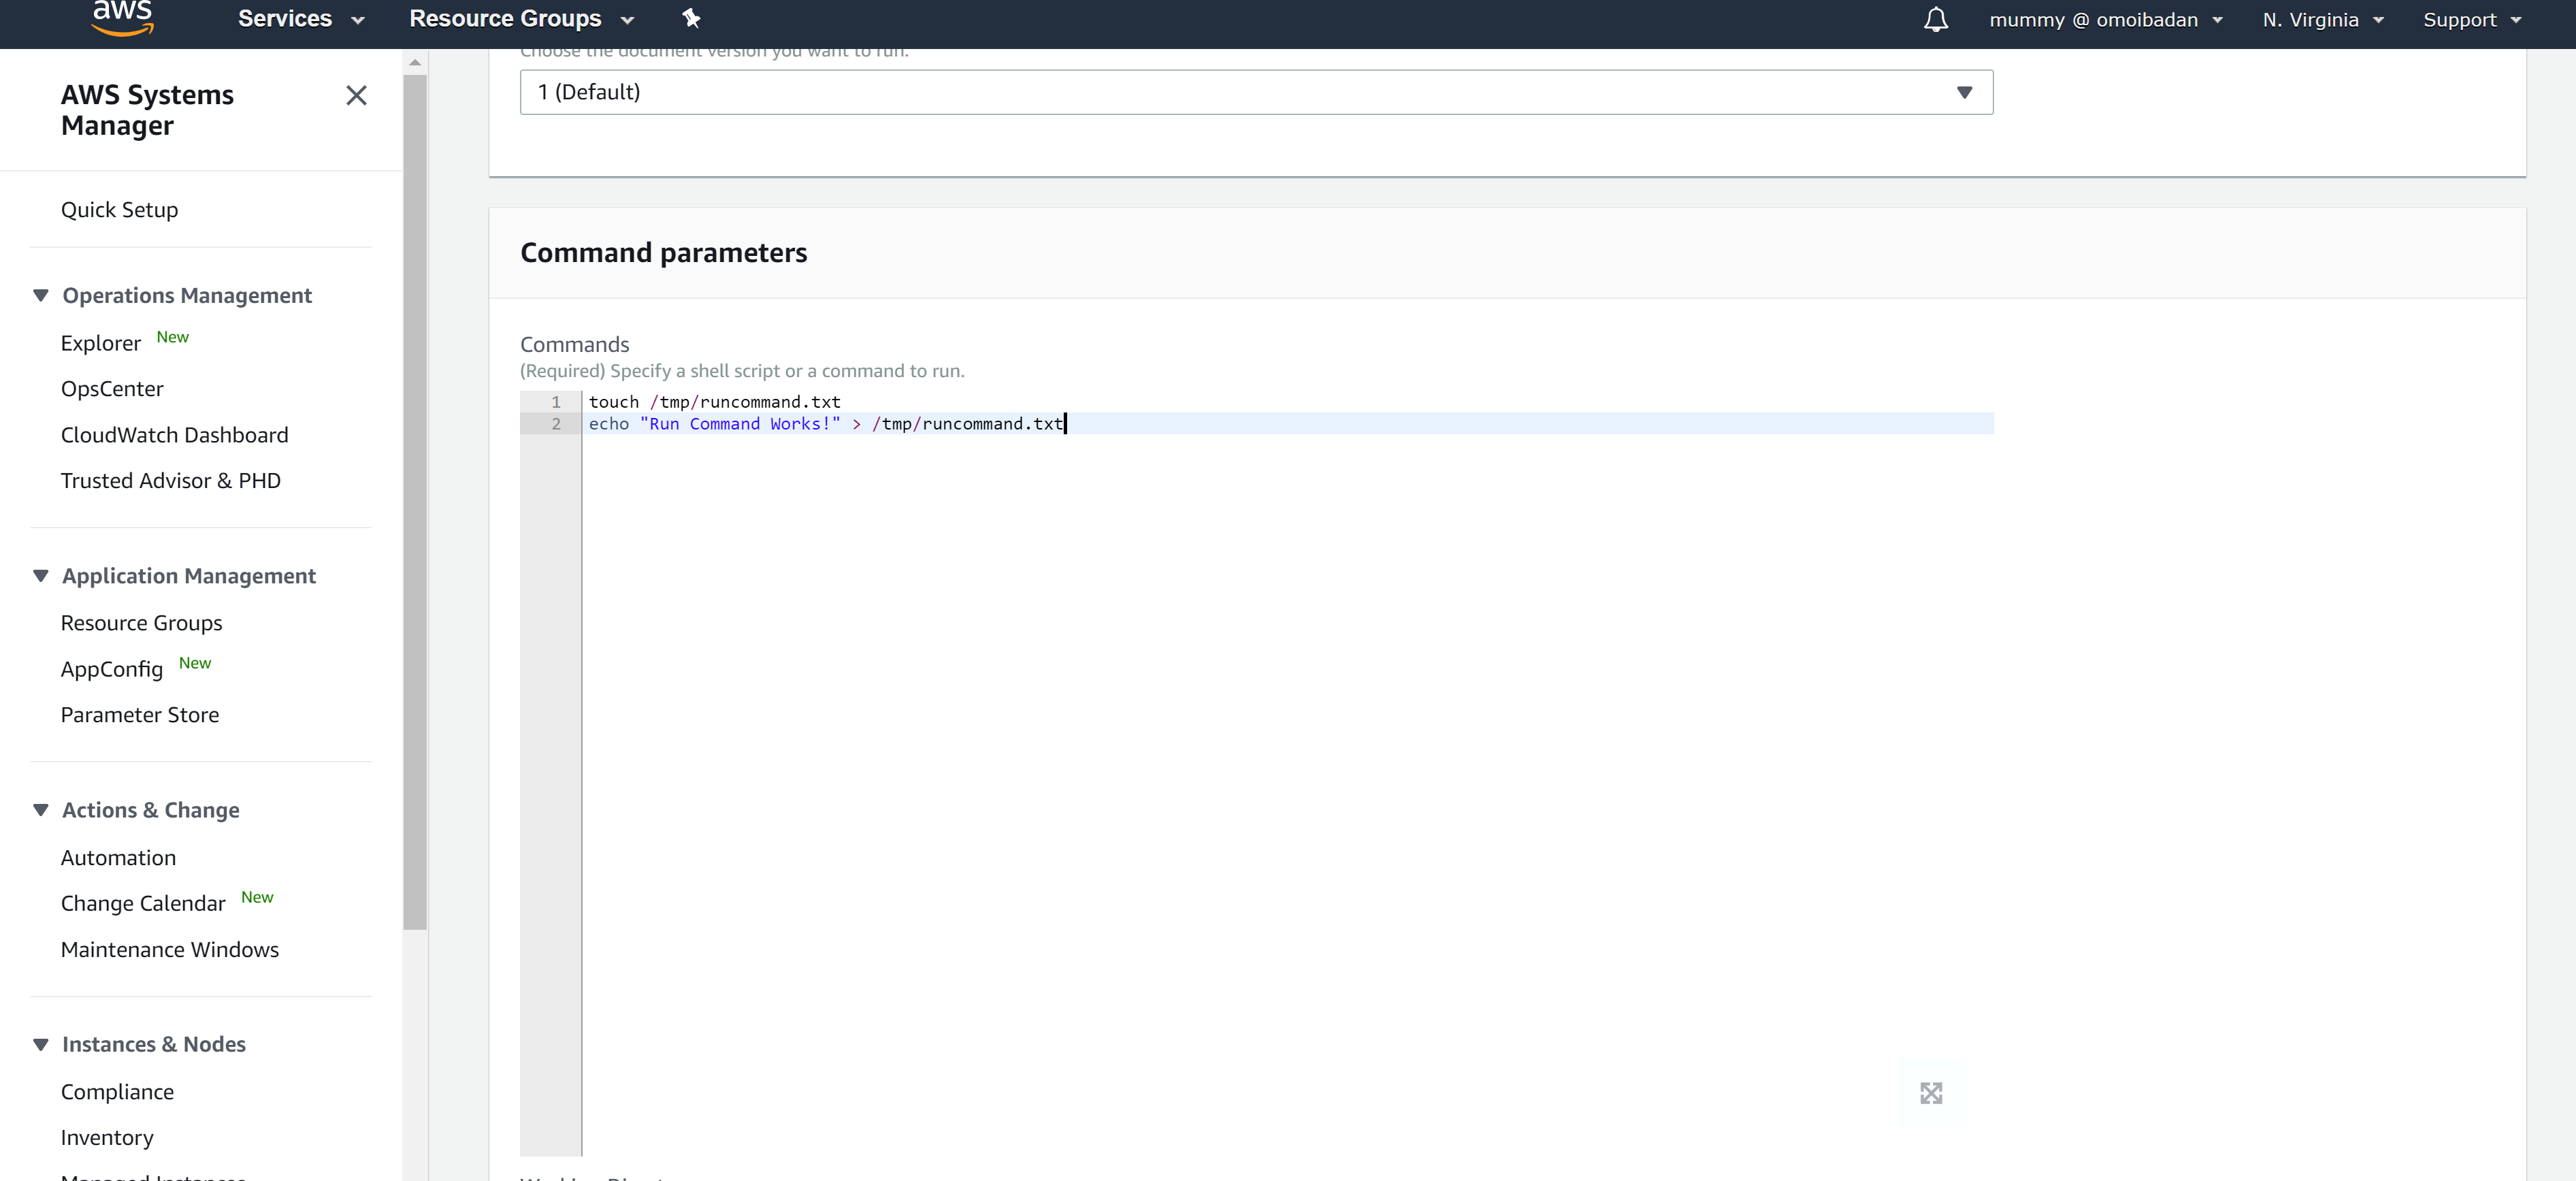 aws
Services
Resource Groups
mummy @ omoibadan
N. Virginia
Support
AWS Systems
Manager
Quick Setup
Operations Management
Explorer New
OpsCenter
CloudWatch Dashboard
Trusted Advisor & PHD
Application Management
Resource Groups
AppConfig New
Parameter Store
Actions & Change
Automation
Change Calendar New
Maintenance Windows
Instances & Nodes
Compliance
Inventory
Managed Instances
Choose the document version you want to run.
1 (Default)
Command parameters
Commands
(Required) Specify a shell script or a command to run.
1 touch /tmp/runcommand.txt
2 echo "Run Command Works!" > /tmp/runcommand.txt